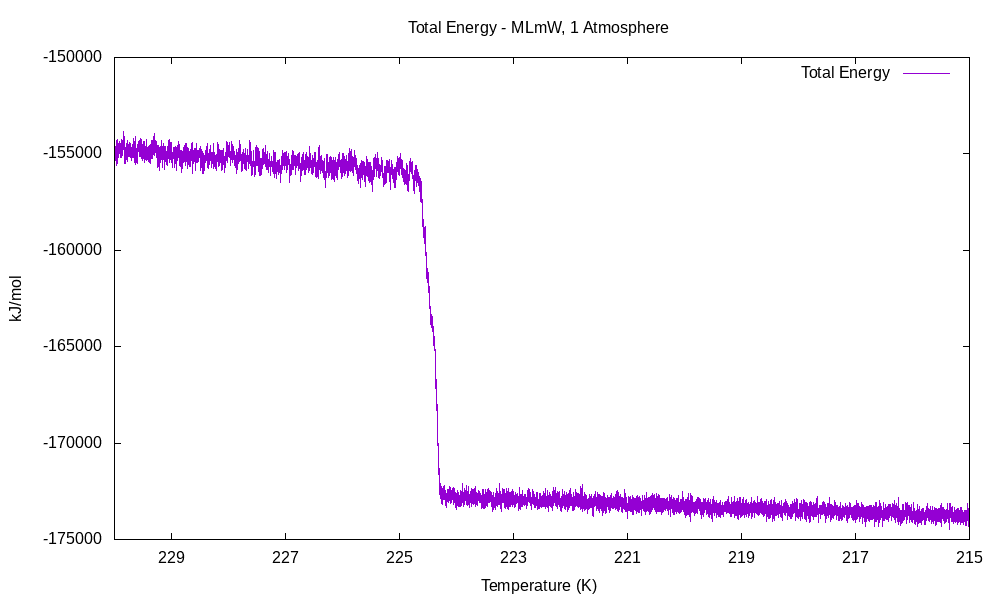 Total Energy - MLmW, 1 Atmosphere
Total Energy
-150000
-155000
-160000
-165000
-170000
-175000
kJ/mol
229 227 225 223 221 219 217 215
Temperature (K)